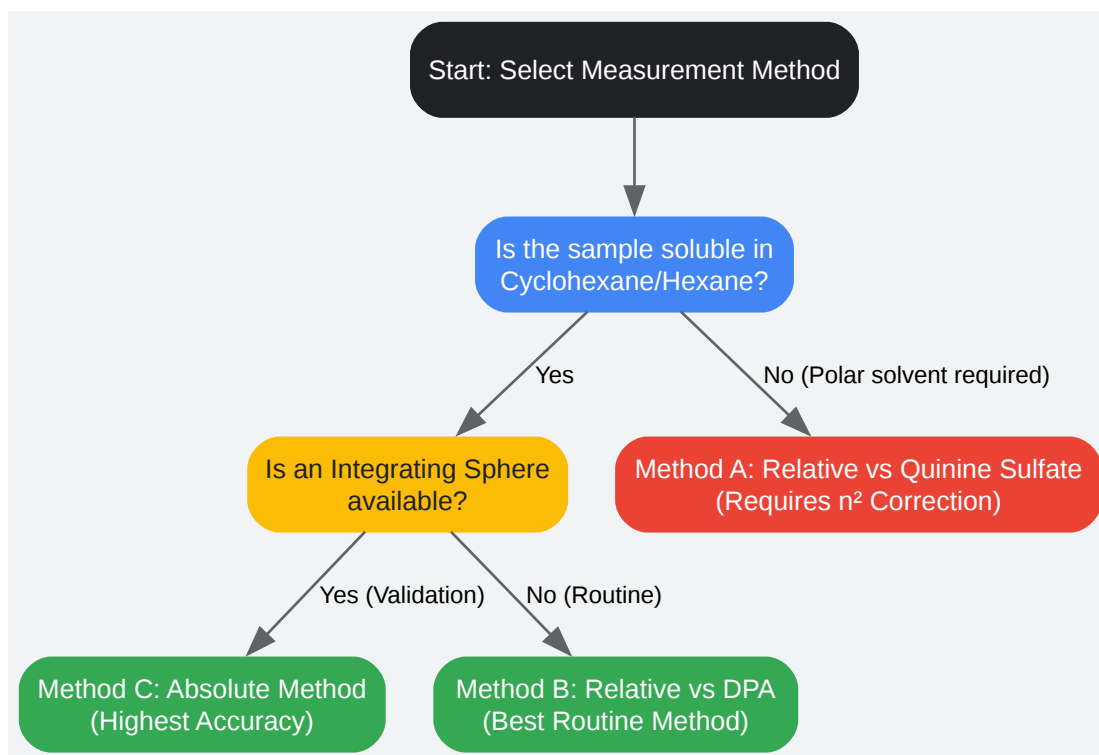 Start: Select Measurement Method
Is the sample soluble in
Cyclohexane/Hexane?
Yes
No (Polar solvent required)
Is an Integrating Sphere
available?
Method A: Relative vs Quinine Sulfate
(Requires n² Correction)
Yes (Validation)
No (Routine)
Method C: Absolute Method
(Highest Accuracy)
Method B: Relative vs DPA
(Best Routine Method)